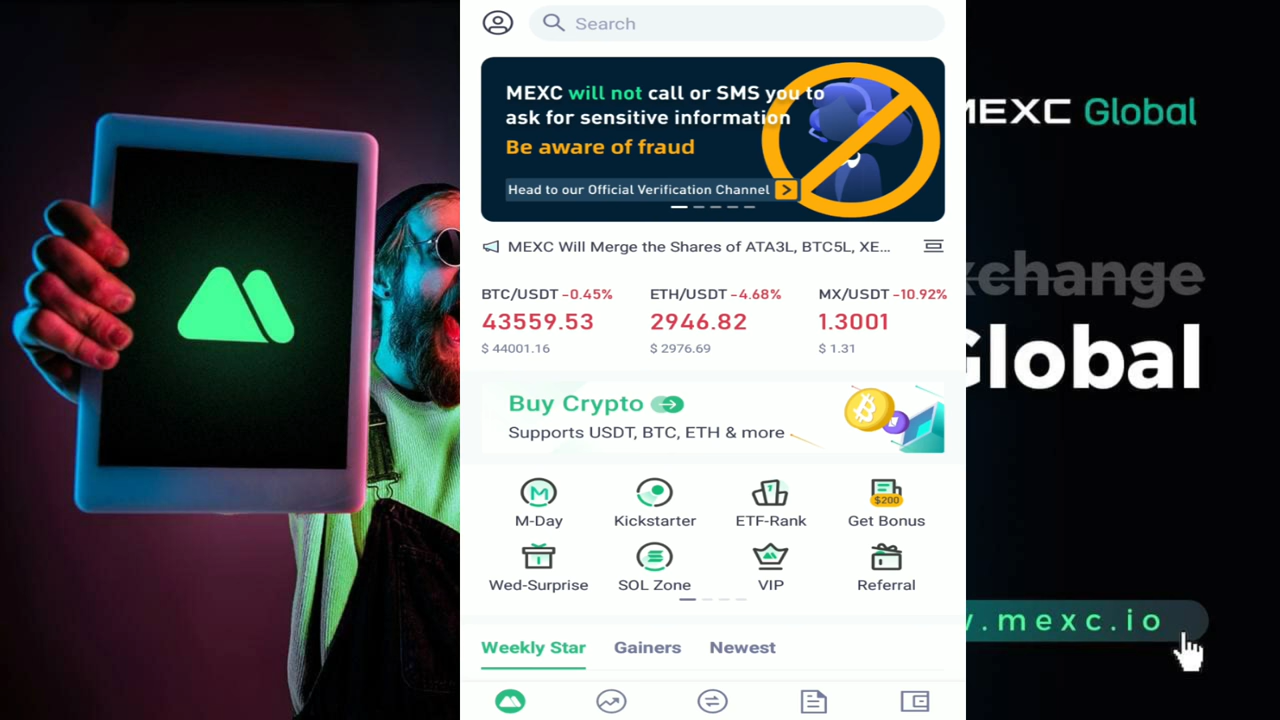 Search
MEXC will not call or SMS you to
ask for sensitive information
Be aware of fraud
Head to our Official Verification Channel
MEXC Will Merge the Shares of ATA3L, BTC5L, XE...
BTC/USDT -0.45%
43559.53
$ 44001.16
ETH/USDT -4.68%
2946.82
$ 2976.69
MX/USDT -10.92%
1.3001
$ 1.31
Buy Crypto
Supports USDT, BTC, ETH & more
M-Day
Kickstarter
ETF-Rank
$200
Get Bonus
Wed-Surprise
SOL Zone
VIP
Referral
Weekly Star
Gainers
Newest
MEXC Global
xchange
Global
w.mexc.io